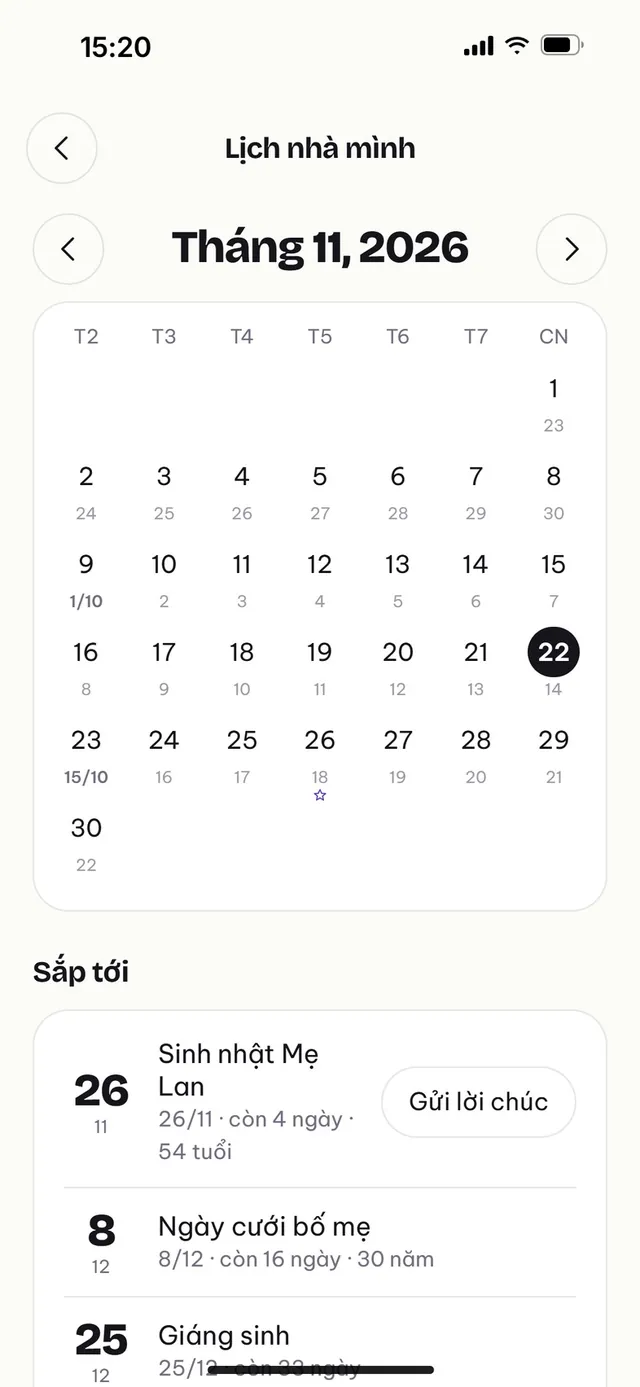 15:20
Lịch nhà mình
Tháng 11, 2026
T2 T3 T4 T5 T6 T7 CN
1
23
2 3 4 5 6 7 8
24 25 26 27 28 29 30
9 10 11 12 13 14 15
1/10 2 3 4 5 6 7
16 17 18 19 20 21 22
8 9 10 11 12 13 14
23 24 25 26 27 28 29
15/10 16 17 18 19 20 21
30
22
Sắp tới
26
11
Sinh nhật Mẹ
Lan
26/11 · còn 4 ngày ·
54 tuổi
Gửi lời chúc
8
12
Ngày cưới bố mẹ
8/12 · còn 16 ngày · 30 năm
25
12
Giáng sinh
25/12 · còn 33 ngày